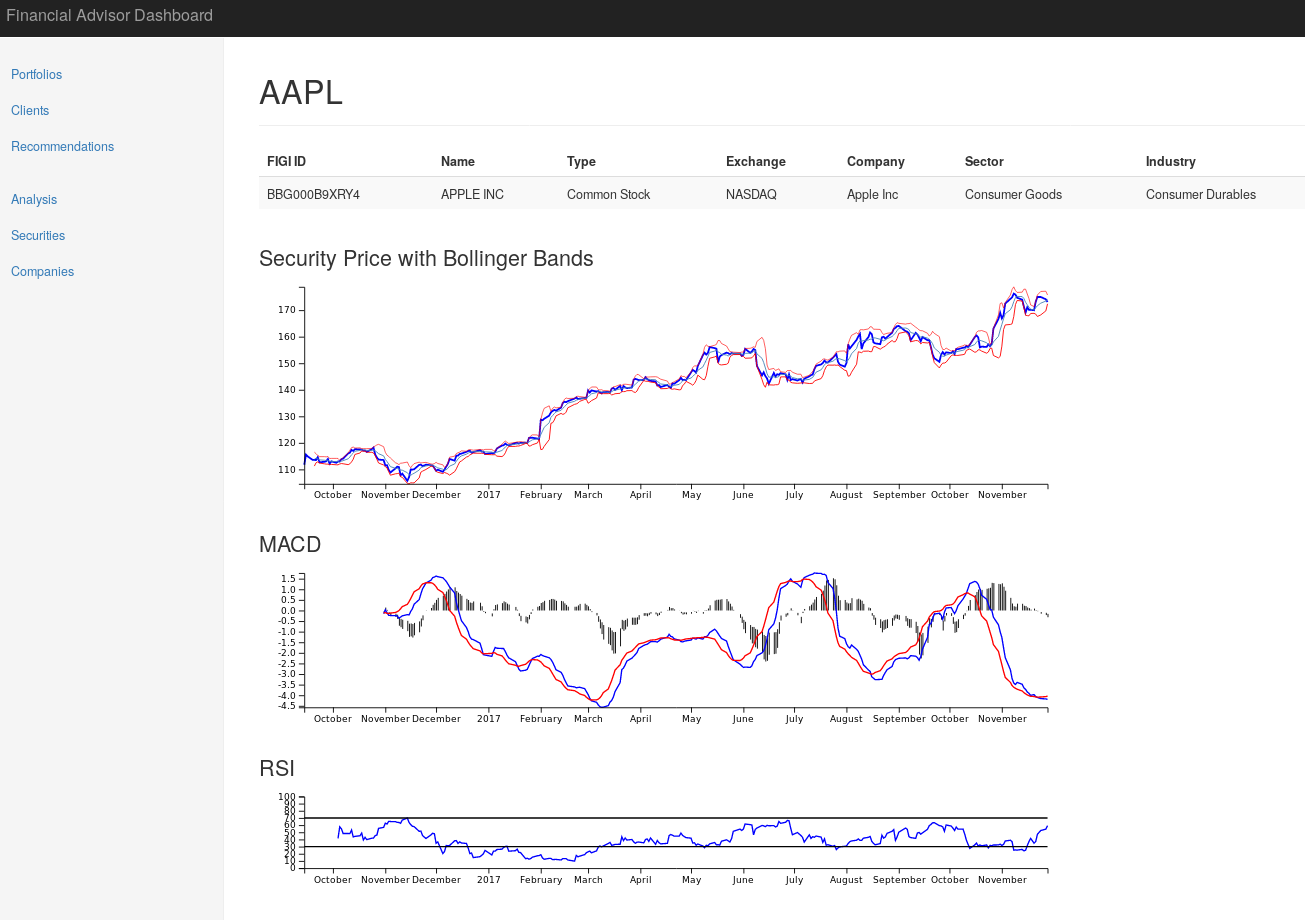 Financial Advisor Dashboard
Portfolios
Clients
Recommendations
Analysis
Securities
Companies
AAPL
FIGI ID Name Type Exchange Company Sector Industry
BBG000B9XRY4 APPLE INC Common Stock NASDAQ Apple Inc Consumer Goods Consumer Durables
Security Price with Bollinger Bands
170
160
150
140
130
120
110
October November December 2017 February March April May June July August September October November
MACD
1.5
1.0
0.5
0.0
-0.5
-1.0
-1.5
-2.0
-2.5
-3.0
-3.5
-4.0
-4.5
October November December 2017 February March April May June July August September October November
RSI
100
90
80
70
60
50
40
30
20
10
0
October November December 2017 February March April May June July August September October November